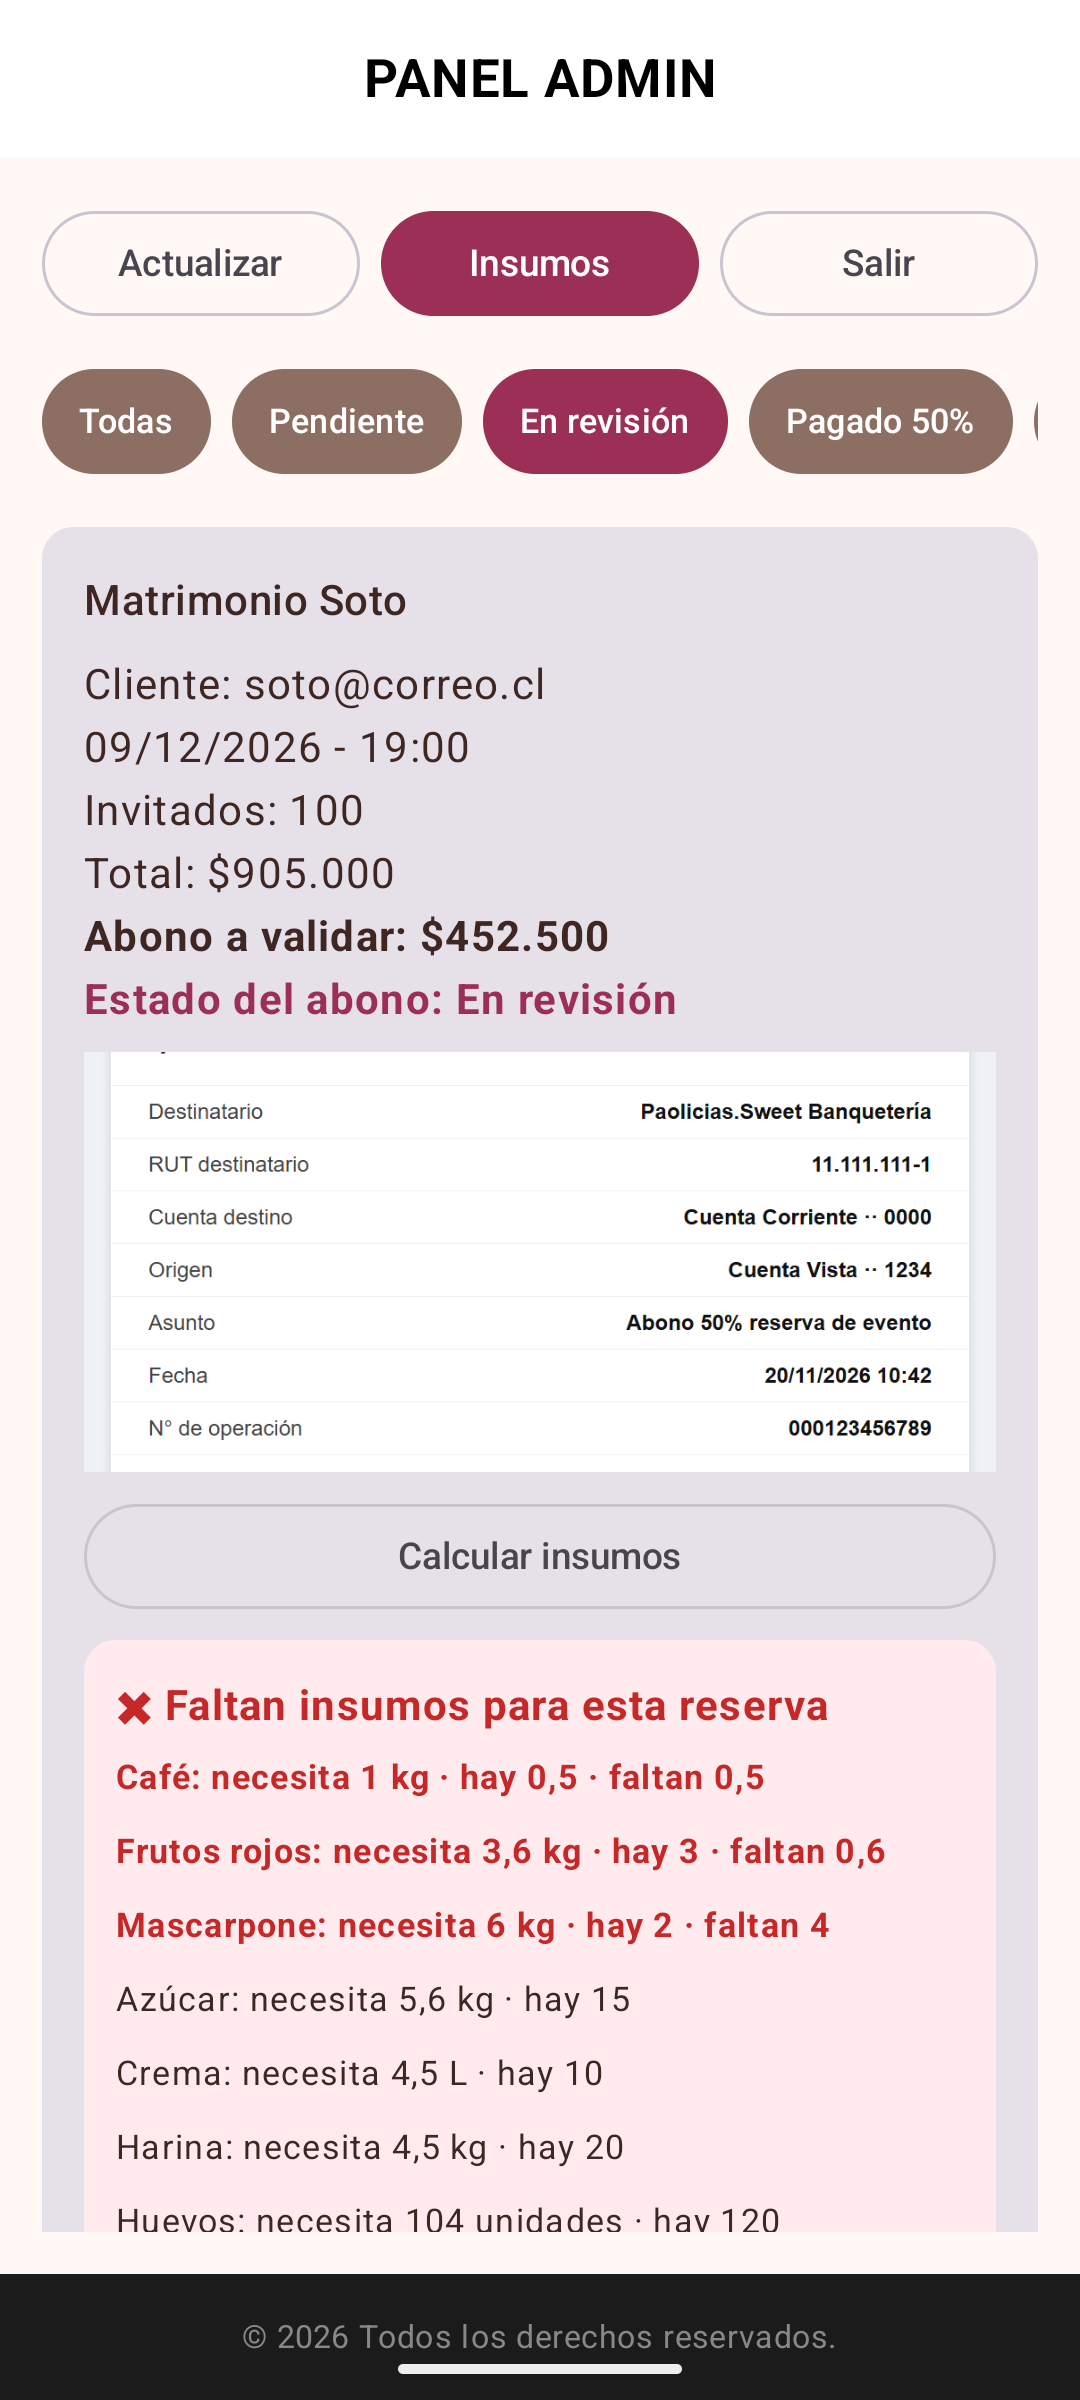 PANEL ADMIN
Actualizar
Insumos
Salir
Todas
Pendiente
En revisión
Pagado 50%
Matrimonio Soto
Cliente: soto@correo.cl
09/12/2026 - 19:00
Invitados: 100
Total: $905.000
Abono a validar: $452.500
Estado del abono: En revisión
Destinatario Paolicias.Sweet Banquetería
RUT destinatario 11.111.111-1
Cuenta destino Cuenta Corriente ·· 0000
Origen Cuenta Vista ·· 1234
Asunto Abono 50% reserva de evento
Fecha 20/11/2026 10:42
N° de operación 000123456789
Calcular insumos
✖ Faltan insumos para esta reserva
Café: necesita 1 kg · hay 0,5 · faltan 0,5
Frutos rojos: necesita 3,6 kg · hay 3 · faltan 0,6
Mascarpone: necesita 6 kg · hay 2 · faltan 4
Azúcar: necesita 5,6 kg · hay 15
Crema: necesita 4,5 L · hay 10
Harina: necesita 4,5 kg · hay 20
Huevos: necesita 104 unidades · hay 120
© 2026 Todos los derechos reservados.